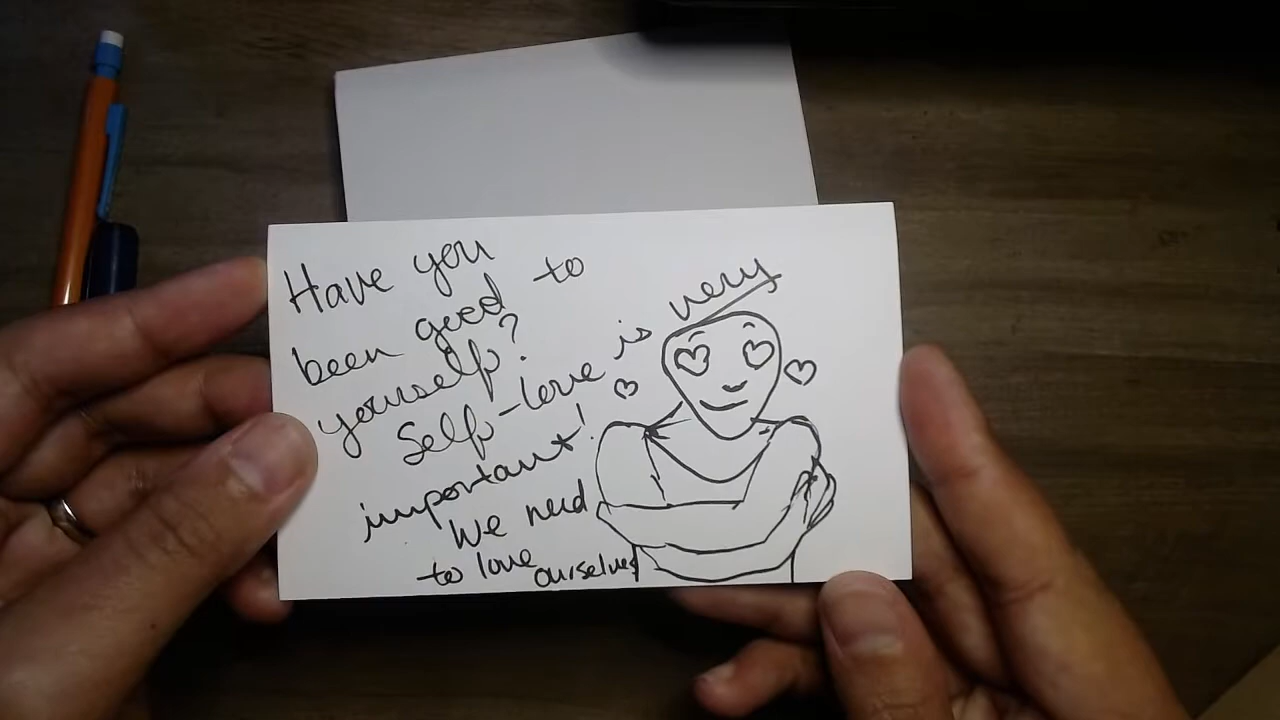 Have you
been good to
yourself?
Self-love is very
important!
We need
to love ourselves